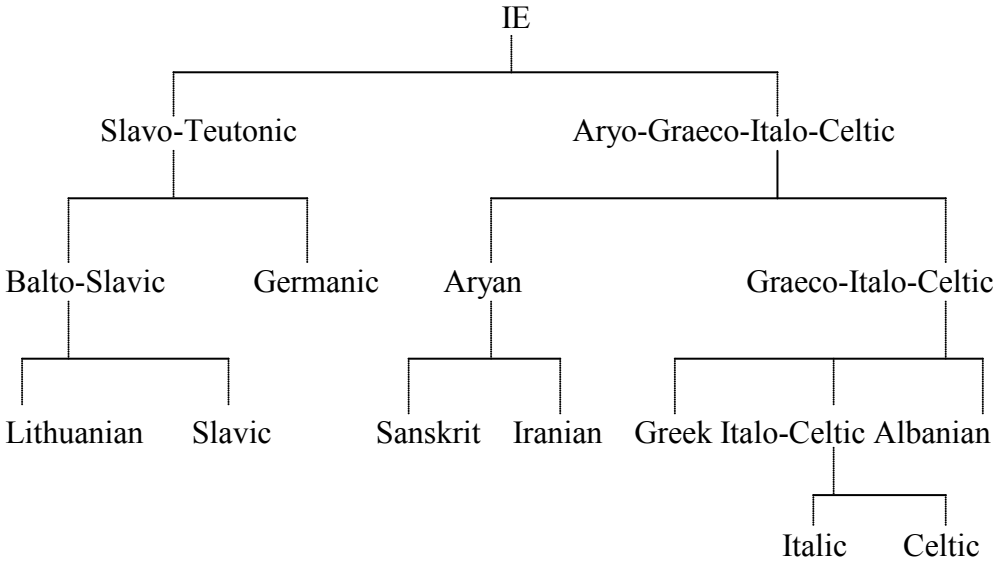 IE
Slavo-Teutonic Aryo-Graeco-Italo-Celtic
Balto-Slavic Germanic Aryan Graeco-Italo-Celtic
Lithuanian Slavic Sanskrit Iranian Greek Italo-Celtic Albanian
Italic Celtic